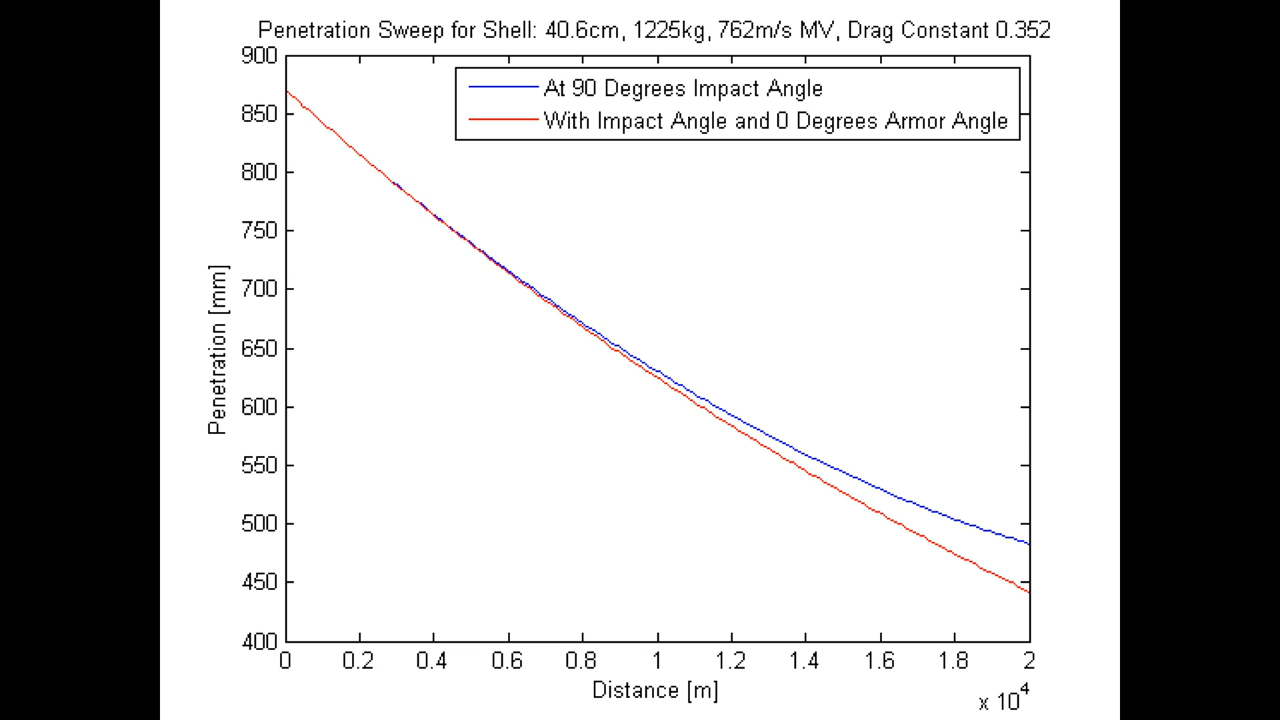 Penetration Sweep for Shell: 40.6cm, 1225kg, 762m/s MV, Drag Constant 0.352
At 90 Degrees Impact Angle
With Impact Angle and 0 Degrees Armor Angle
900
850
800
750
700
650
600
550
500
450
400
Penetration [mm]
0 0.2 0.4 0.6 0.8 1 1.2 1.4 1.6 1.8 2
Distance [m]
x 10⁴